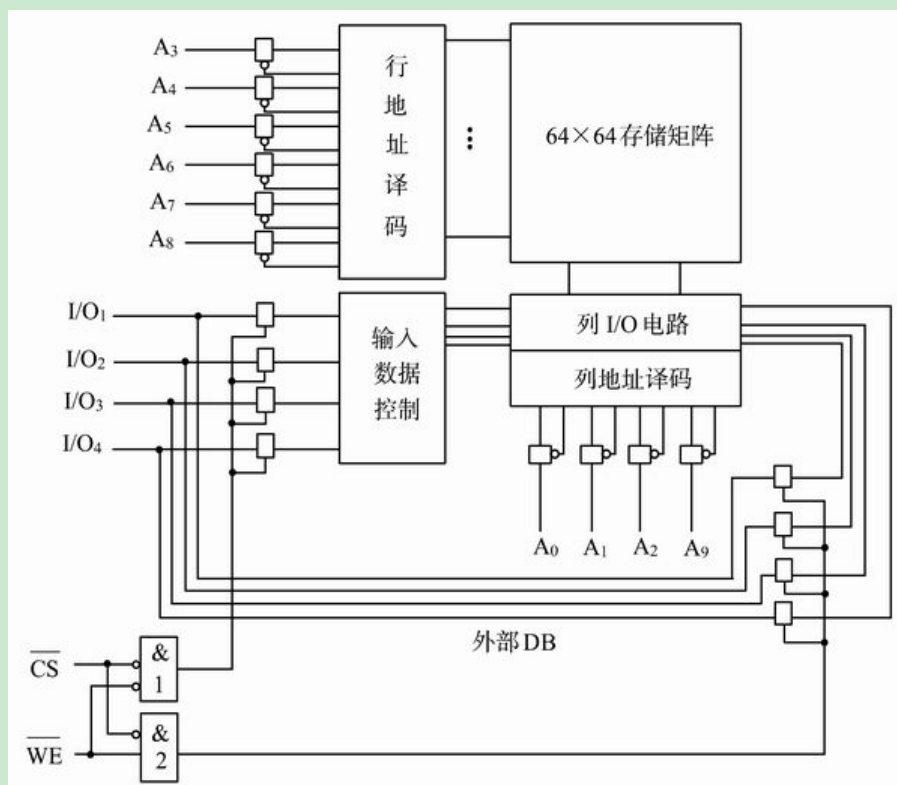 A3
A4
A5
A6
A7
A8
行地址译码
64×64存储矩阵
I/O1
I/O2
I/O3
I/O4
输入数据控制
列 I/O 电路
列地址译码
A0 A1 A2 A9
外部 DB
CS
& 1
WE
& 2